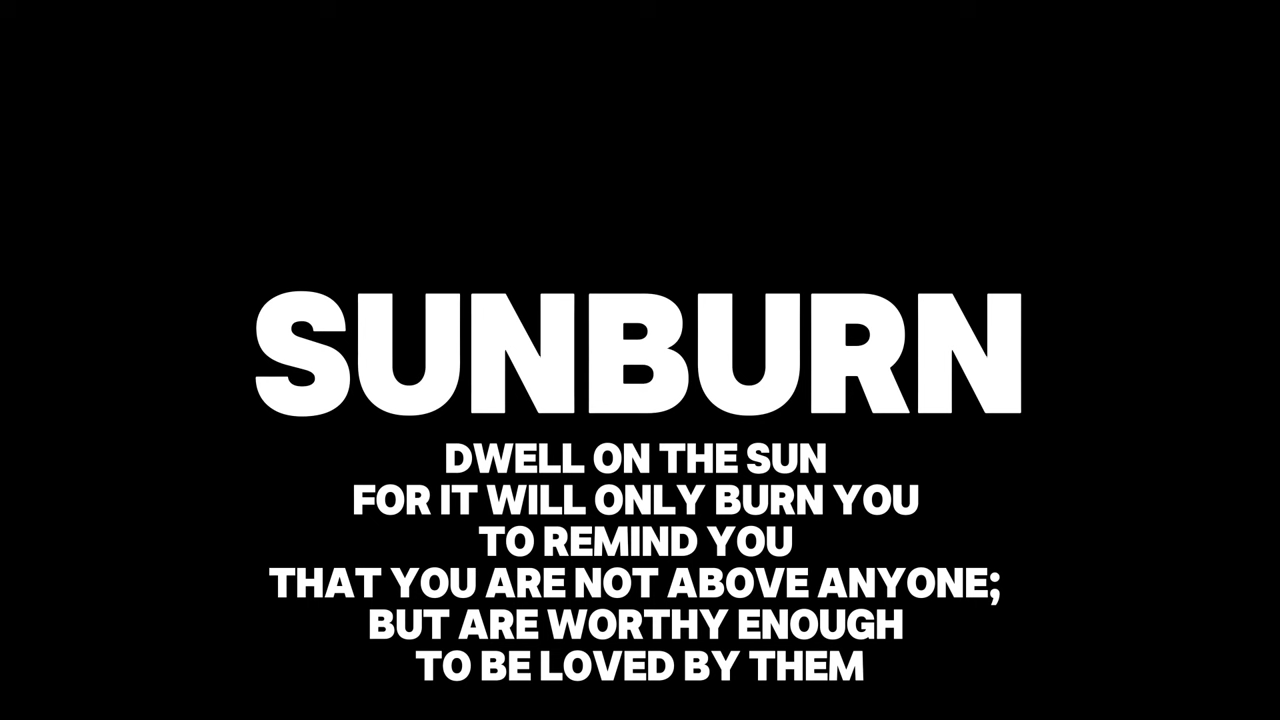 SUNBURN
DWELL ON THE SUN
FOR IT WILL ONLY BURN YOU
TO REMIND YOU
THAT YOU ARE NOT ABOVE ANYONE;
BUT ARE WORTHY ENOUGH
TO BE LOVED BY THEM